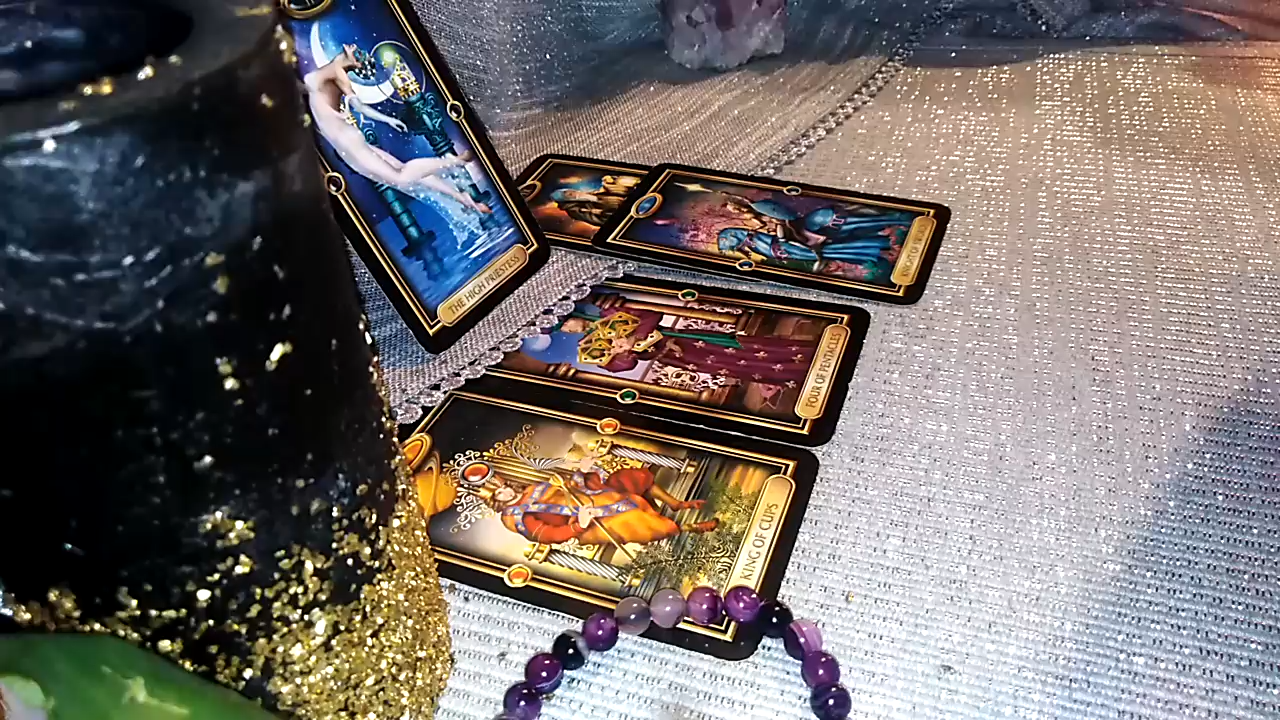 THE HIGH PRIESTESS
FOUR OF PENTACLES
KING OF CUPS